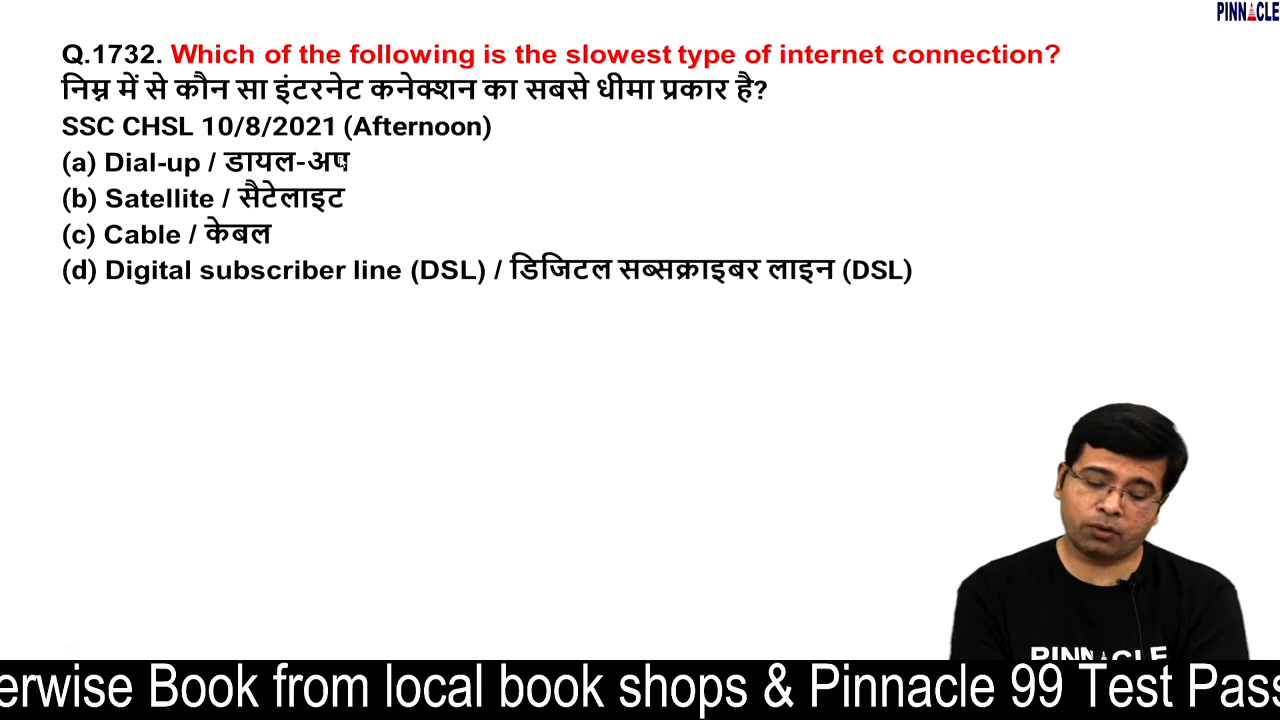 PINNACLE
Q.1732. Which of the following is the slowest type of internet connection?
निम्न में से कौन सा इंटरनेट कनेक्शन का सबसे धीमा प्रकार है?
SSC CHSL 10/8/2021 (Afternoon)
(a) Dial-up / डायल-अप
(b) Satellite / सैटेलाइट
(c) Cable / केबल
(d) Digital subscriber line (DSL) / डिजिटल सब्सक्राइबर लाइन (DSL)
PINNACLE
erwise Book from local book shops & Pinnacle 99 Test Pass